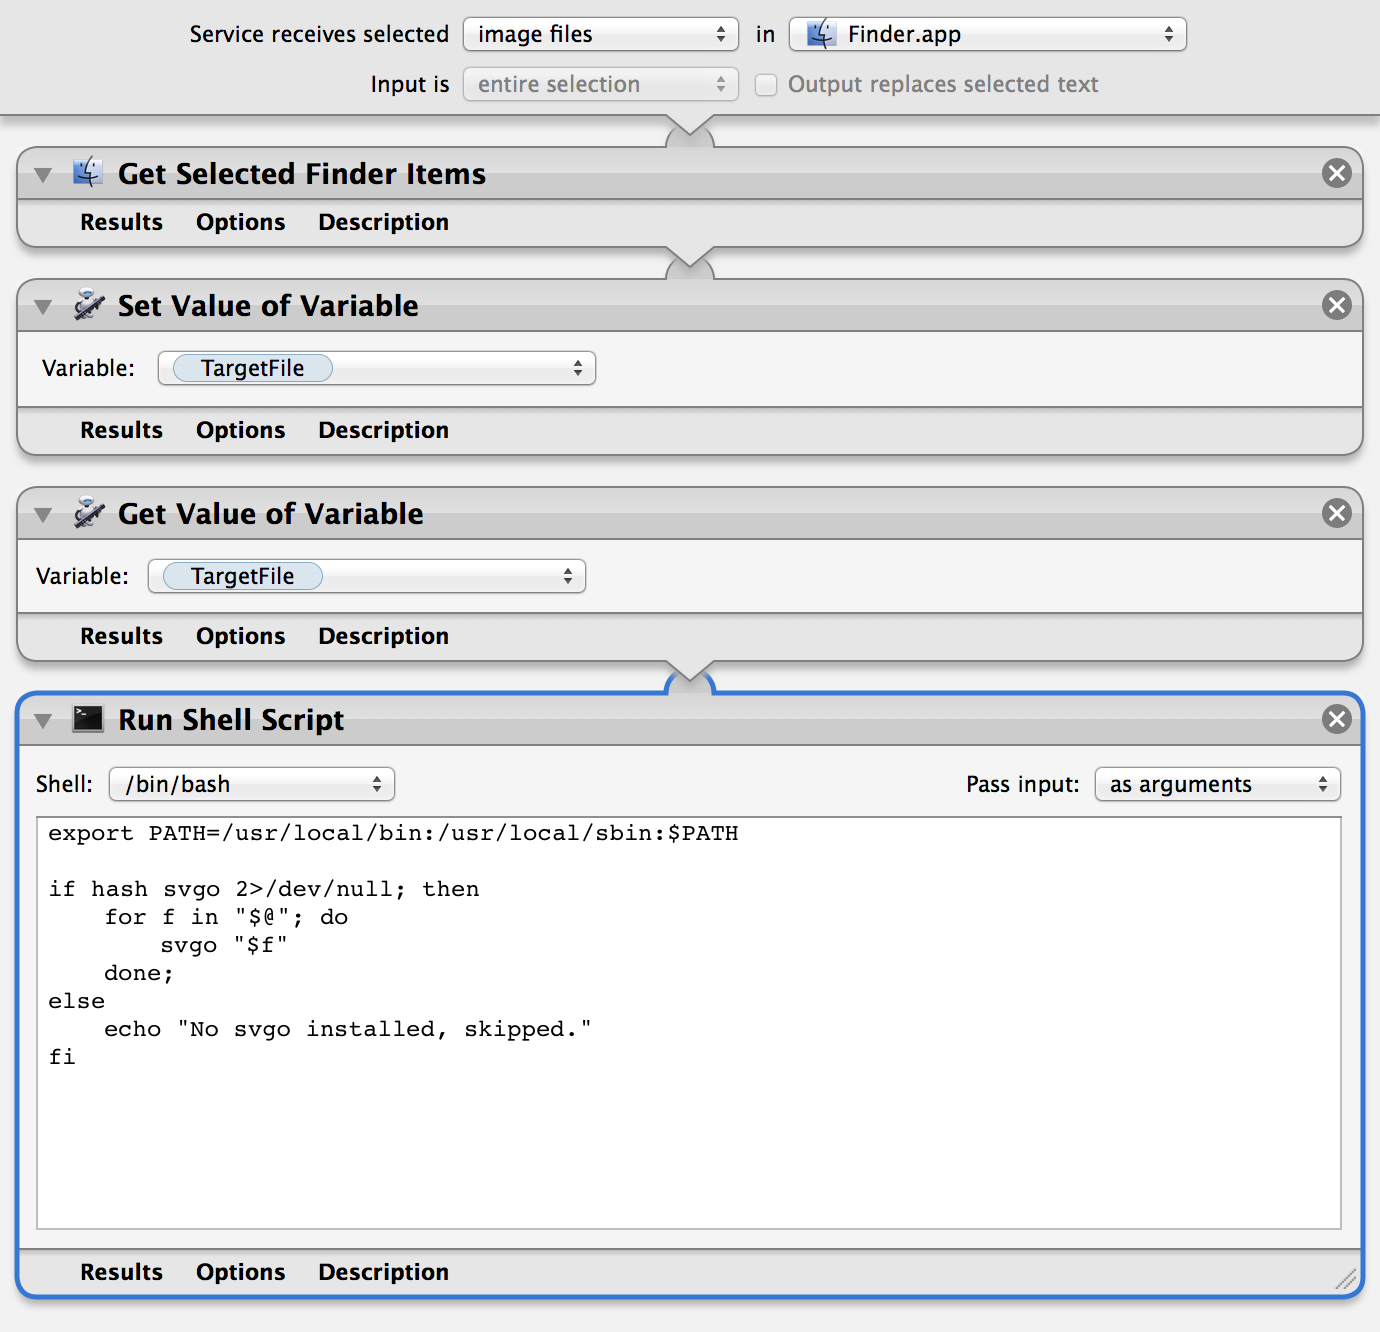 Service receives selected image files in Finder.app
Input is entire selection Output replaces selected text
Get Selected Finder Items
Results Options Description
Set Value of Variable
Variable: TargetFile
Results Options Description
Get Value of Variable
Variable: TargetFile
Results Options Description
Run Shell Script
Shell: /bin/bash Pass input: as arguments
export PATH=/usr/local/bin:/usr/local/sbin:$PATH
if hash svgo 2>/dev/null; then
    for f in "$@"; do
        svgo "$f"
    done;
else
    echo "No svgo installed, skipped."
fi
Results Options Description